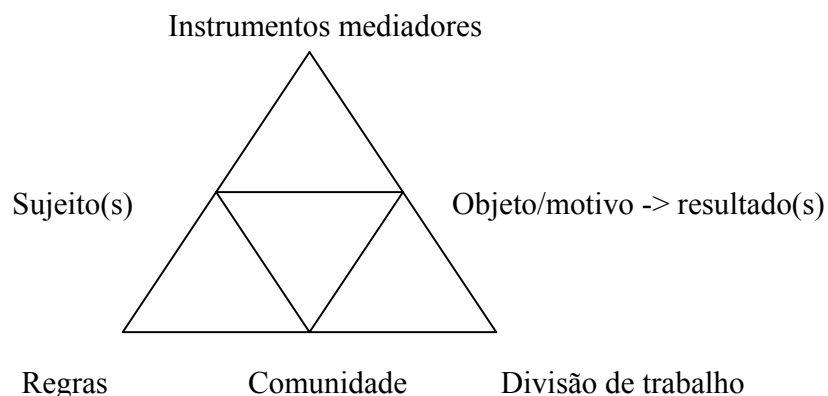 Instrumentos mediadores
Sujeito(s) Objeto/motivo -> resultado(s)
Regras Comunidade Divisão de trabalho